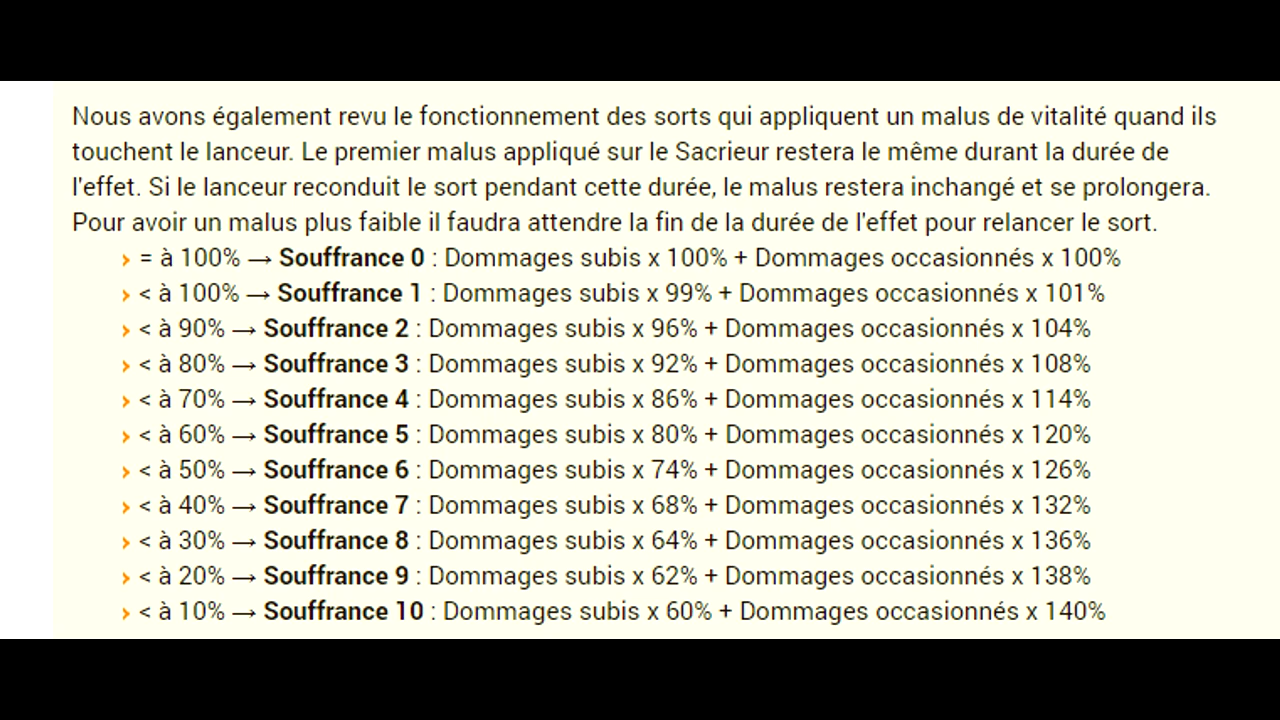 Nous avons également revu le fonctionnement des sorts qui appliquent un malus de vitalité quand ils
touchent le lanceur. Le premier malus appliqué sur le Sacrieur restera le même durant la durée de
l'effet. Si le lanceur reconduit le sort pendant cette durée, le malus restera inchangé et se prolongera.
Pour avoir un malus plus faible il faudra attendre la fin de la durée de l'effet pour relancer le sort.
› = à 100% → Souffrance 0 : Dommages subis x 100% + Dommages occasionnés x 100%
› < à 100% → Souffrance 1 : Dommages subis x 99% + Dommages occasionnés x 101%
› < à 90% → Souffrance 2 : Dommages subis x 96% + Dommages occasionnés x 104%
› < à 80% → Souffrance 3 : Dommages subis x 92% + Dommages occasionnés x 108%
› < à 70% → Souffrance 4 : Dommages subis x 86% + Dommages occasionnés x 114%
› < à 60% → Souffrance 5 : Dommages subis x 80% + Dommages occasionnés x 120%
› < à 50% → Souffrance 6 : Dommages subis x 74% + Dommages occasionnés x 126%
› < à 40% → Souffrance 7 : Dommages subis x 68% + Dommages occasionnés x 132%
› < à 30% → Souffrance 8 : Dommages subis x 64% + Dommages occasionnés x 136%
› < à 20% → Souffrance 9 : Dommages subis x 62% + Dommages occasionnés x 138%
› < à 10% → Souffrance 10 : Dommages subis x 60% + Dommages occasionnés x 140%